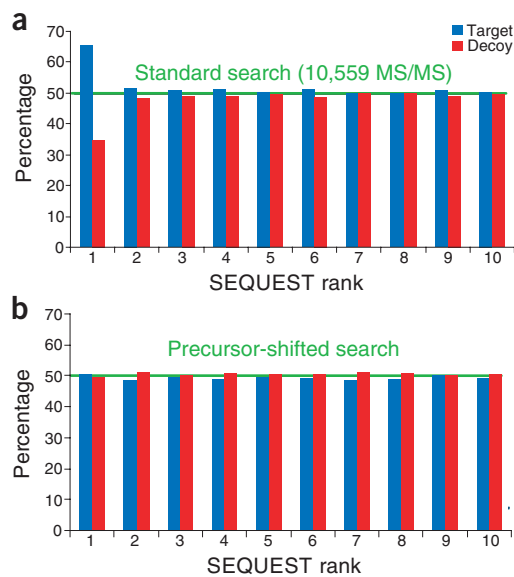 a
Target
Decoy
Standard search (10,559 MS/MS)
Percentage
70
60
50
40
30
20
10
0
1 2 3 4 5 6 7 8 9 10
SEQUEST rank
b
Precursor-shifted search
Percentage
70
60
50
40
30
20
10
0
1 2 3 4 5 6 7 8 9 10
SEQUEST rank